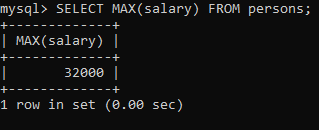 mysql> SELECT MAX(salary) FROM persons;
+-------------+
| MAX(salary) |
+-------------+
|       32000 |
+-------------+
1 row in set (0.00 sec)